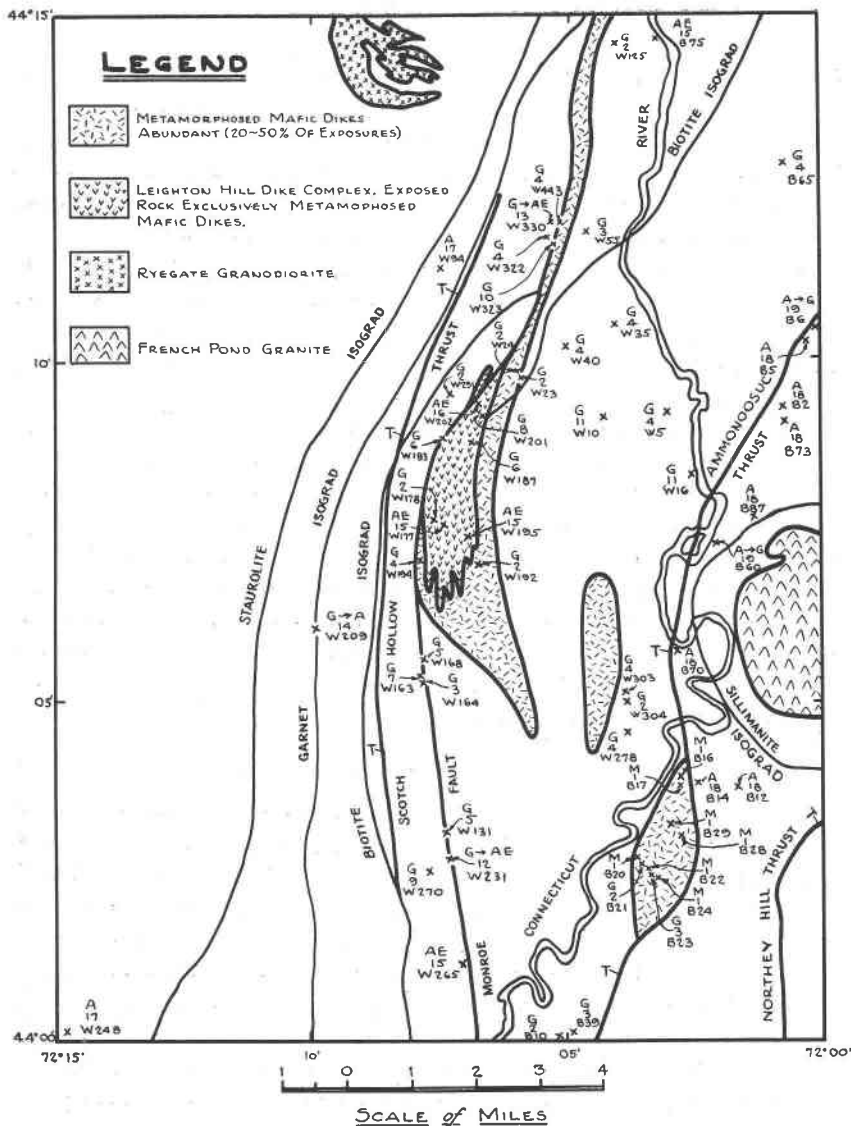 44°15'
LEGEND
METAMORPHOSED MAFIC DIKES
ABUNDANT (20~50% OF EXPOSURES)
LEIGHTON HILL DIKE COMPLEX. EXPOSED
ROCK EXCLUSIVELY METAMOPHOSED
MAFIC DIKES.
RYEGATE GRANODIORITE
FRENCH POND GRANITE
G
2
W125
AE
15
B75
RIVER
BIOTITE ISOGRAD
G
4
B65
G
4
W443
G→AE
13
W330
G
3
W55
A
17
W94
G
4
W322
T
G
10
W323
A→G
19
B6
ISOGRAD
THRUST
G
2
W24
G
4
W35
10'
G
4
W40
A
18
B5
AMMONOOSUC
THRUST
ISOGRAD
G
2
W251
G
2
W23
A
18
B2
AE
16
W202
G
11
W10
G
4
W5
T
G
8
W201
A
18
B73
G
6
W183
G
6
W187
G
11
W16
G
2
W178
A
18
B87
AE
15
W177
AE
15
W195
ISOGRAD
STAUROLITE
G
4
W194
G
2
W192
A→G
19
B60
G→A
14
W209
HOLLOW
G
5
W168
T
A
19
B70
G
7
W163
G
3
W164
G
4
W303
05'
G
2
W304
SILLIMANITE
ISOGRAD
GARNET
T
FAULT
G
4
W278
M
1
B16
M
1
B17
A
18
B14
A
18
B12
SCOTCH
G
5
W131
M
1
B29
M
1
B28
T
BIOTITE
G→AE
12
W231
M
1
B20
M
1
B22
G
9
W270
G
2
B21
M
1
B24
G
3
B23
NORTHEY HILL THRUST
CONNECTICUT
AE
15
W265
MONROE
T
A
17
W248
G
2
B10
G
3
B39
44°00'
72°15'
10'
05'
72°00'
1 0 1 2 3 4
SCALE of MILES